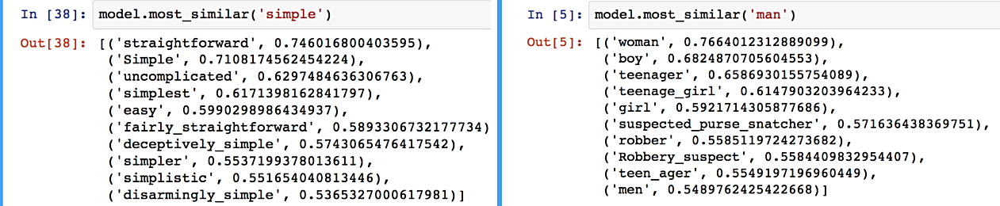 In [38]: model.most_similar('simple')
Out[38]: [('straightforward', 0.746016800403595),
('Simple', 0.7108174562454224),
('uncomplicated', 0.6297484636306763),
('simplest', 0.6171398162841797),
('easy', 0.5990298986434937),
('fairly_straightforward', 0.5893306732177734)
('deceptively_simple', 0.5743065476417542),
('simpler', 0.5537199378013611),
('simplistic', 0.551654040813446),
('disarmingly_simple', 0.5365327000617981)]
In [5]: model.most_similar('man')
Out[5]: [('woman', 0.7664012312889099),
('boy', 0.6824870705604553),
('teenager', 0.6586930155754089),
('teenage_girl', 0.6147903203964233),
('girl', 0.5921714305877686),
('suspected_purse_snatcher', 0.571636438369751),
('robber', 0.5585119724273682),
('Robbery_suspect', 0.5584409832954407),
('teen_ager', 0.5549197196960449),
('men', 0.5489762425422668)]